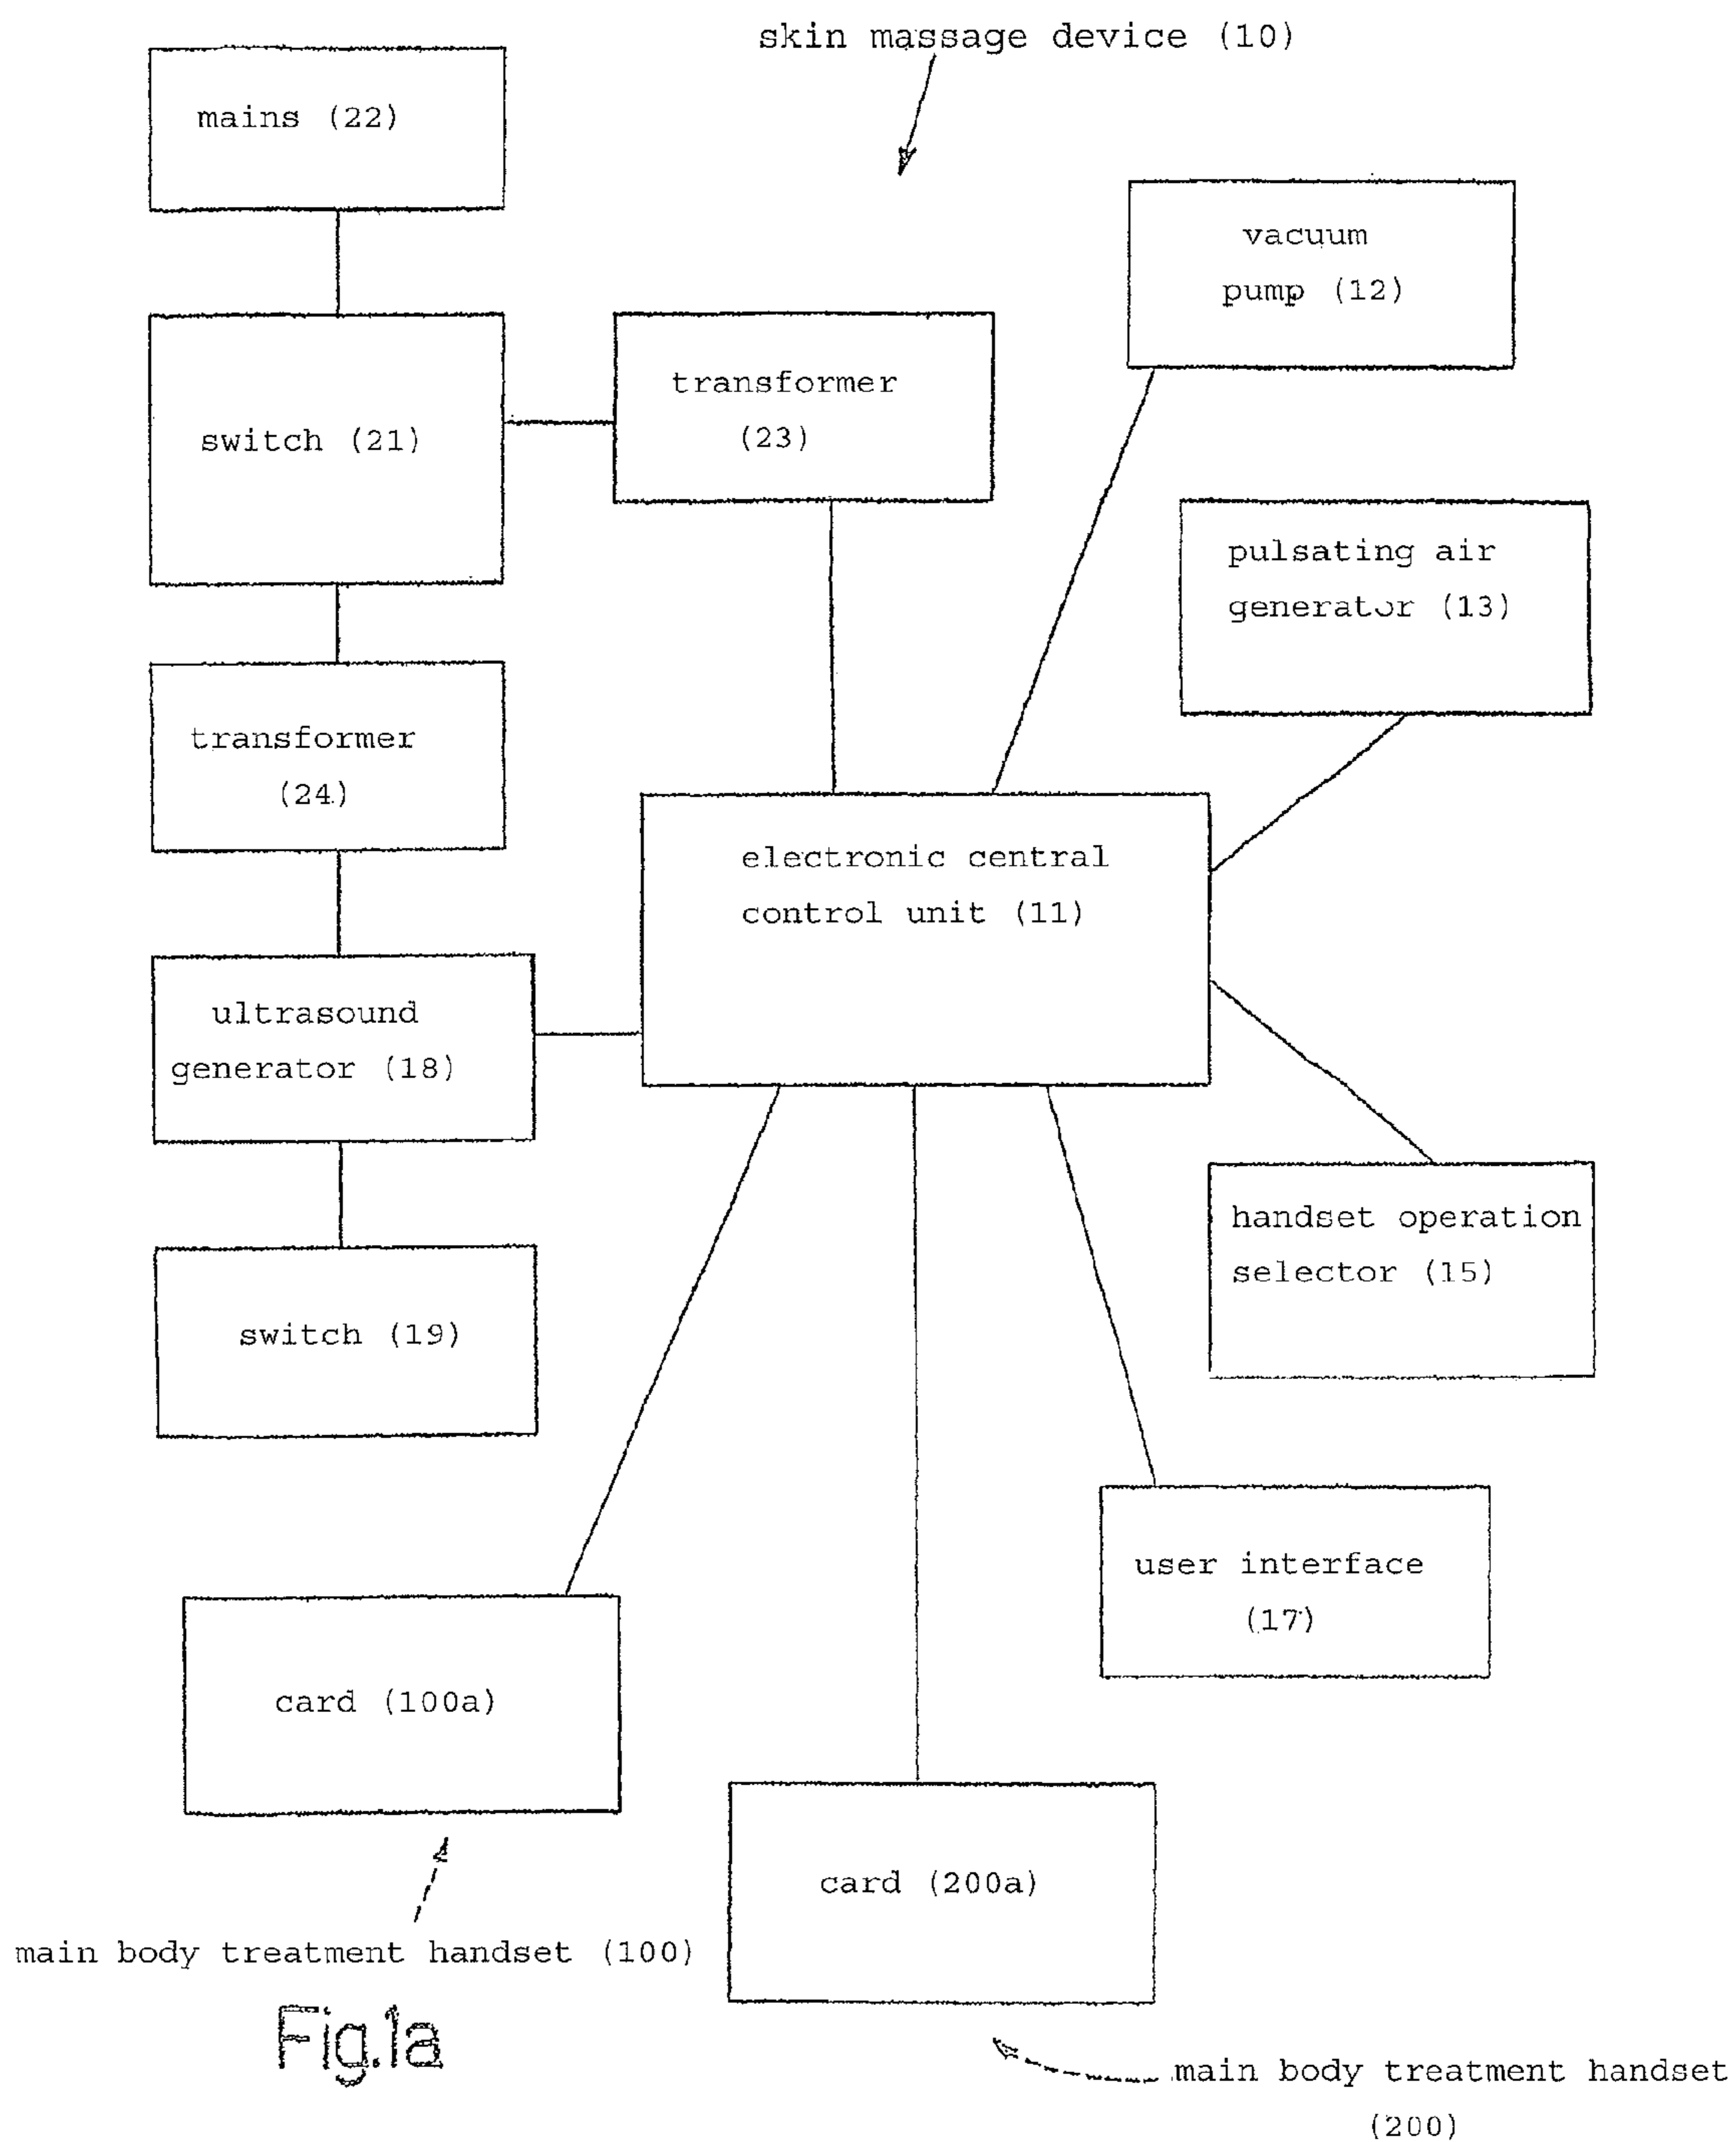 skin massage device (10)
mains (22)
vacuum
pump (12)
transformer
(23)
switch (21)
pulsating air
generator (13)
transformer
(24)
electronic central
control unit (11)
ultrasound
generator (18)
handset operation
selector (15)
switch (19)
user interface
(17)
card (100a)
card (200a)
main body treatment handset (100)
Fig.1a
main body treatment handset
(200)